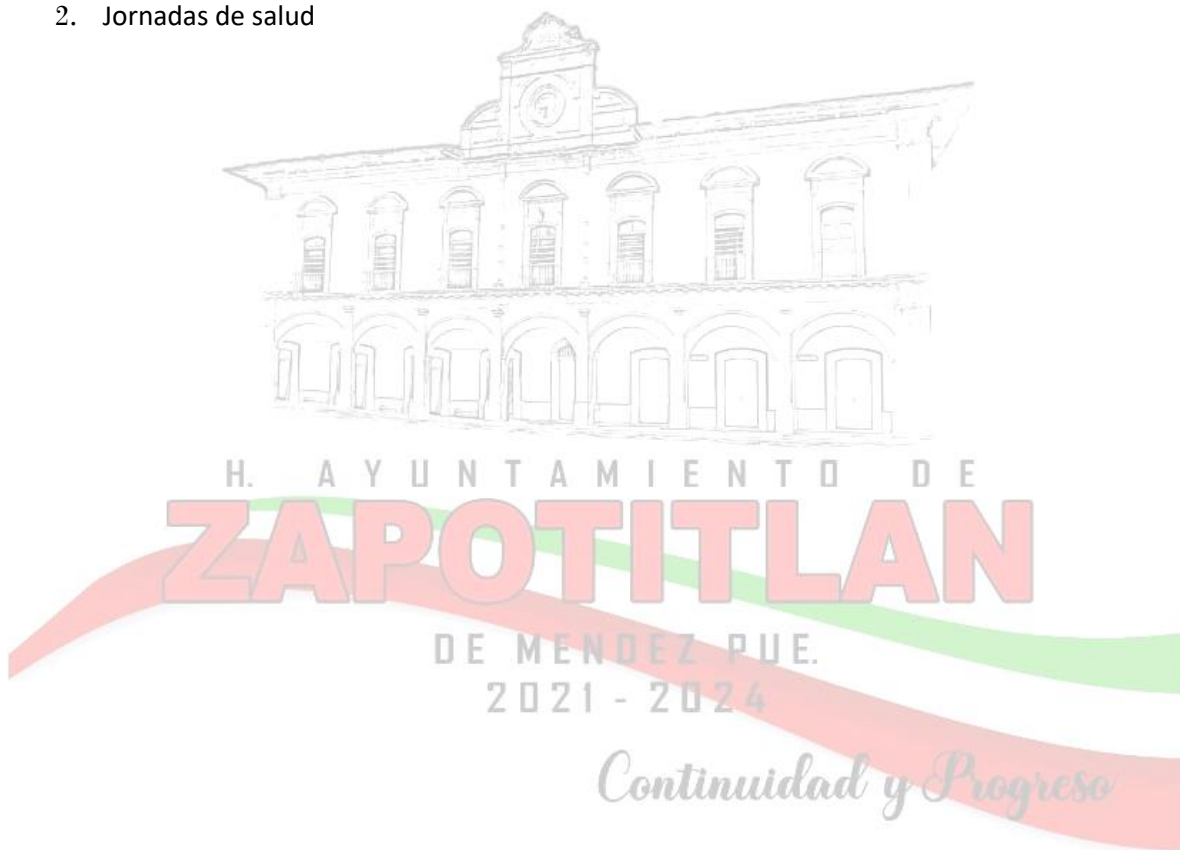 2. Jornadas de salud
H. AYUNTAMIENTO DE
ZAPOTITLAN
DE MENDEZ PUE.
2021 - 2024
Continuidad y Progreso